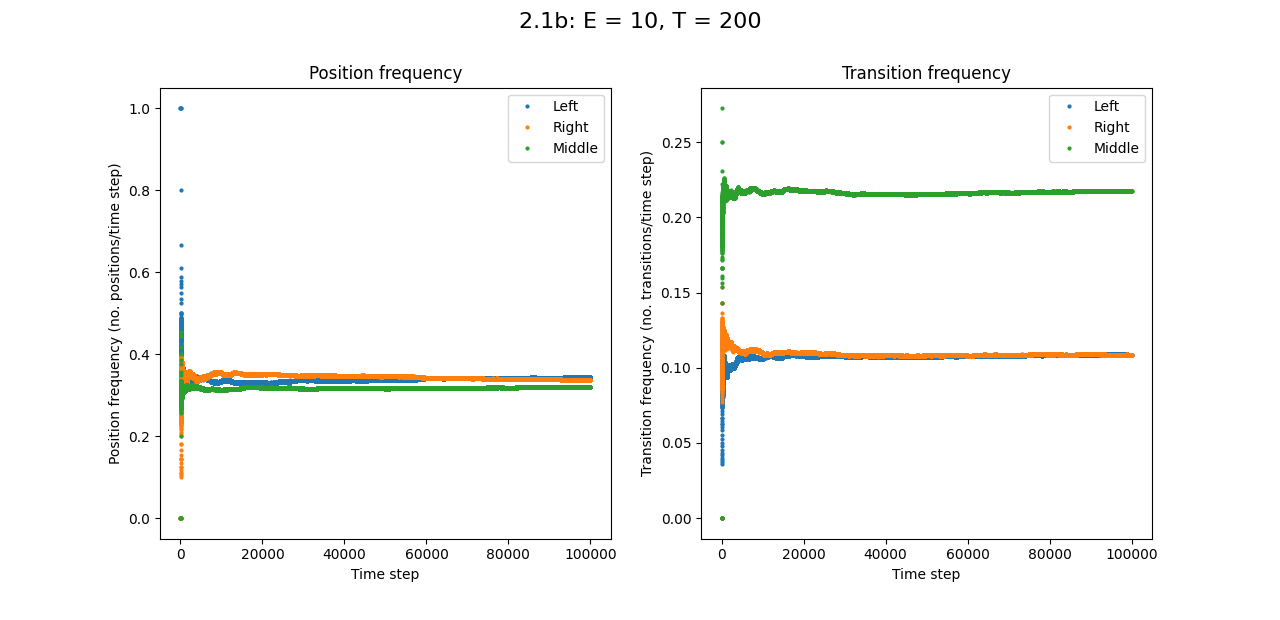 2.1b: E = 10, T = 200
Position frequency
Position frequency (no. positions/time step)
1.0
0.8
0.6
0.4
0.2
0.0
Left
Right
Middle
0 20000 40000 60000 80000 100000
Time step
Transition frequency
Transition frequency (no. transitions/time step)
0.25
0.20
0.15
0.10
0.05
0.00
Left
Right
Middle
0 20000 40000 60000 80000 100000
Time step